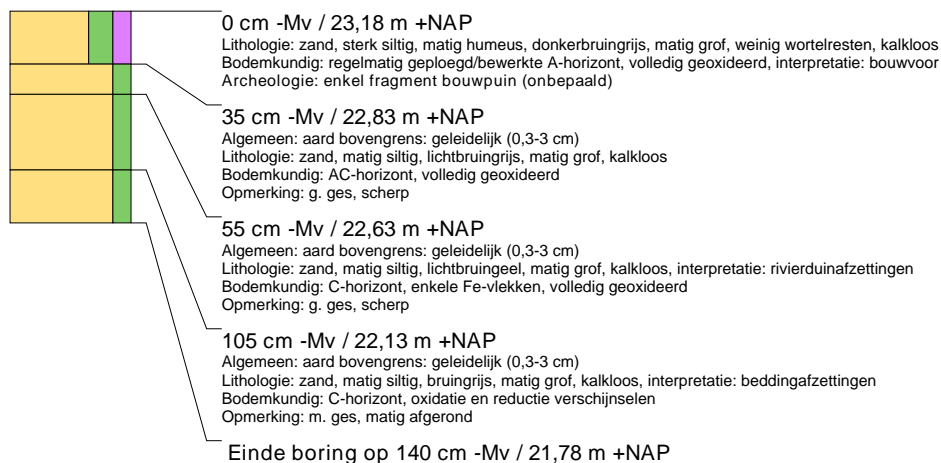 0 cm -Mv / 23,18 m +NAP
Lithologie: zand, sterk siltig, matig humeus, donkerbruingrijs, matig grof, weinig wortelresten, kalkloos
Bodemkundig: regelmatig geploegd/bewerkte A-horizont, volledig geoxideerd, interpretatie: bouwvoor
Archeologie: enkel fragment bouwpuin (onbepaald)
35 cm -Mv / 22,83 m +NAP
Algemeen: aard bovengrens: geleidelijk (0,3-3 cm)
Lithologie: zand, matig siltig, lichtbruingrijs, matig grof, kalkloos
Bodemkundig: AC-horizont, volledig geoxideerd
Opmerking: g. ges, scherp
55 cm -Mv / 22,63 m +NAP
Algemeen: aard bovengrens: geleidelijk (0,3-3 cm)
Lithologie: zand, matig siltig, lichtbruingeel, matig grof, kalkloos, interpretatie: rivierduinafzettingen
Bodemkundig: C-horizont, enkele Fe-vlekken, volledig geoxideerd
Opmerking: g. ges, scherp
105 cm -Mv / 22,13 m +NAP
Algemeen: aard bovengrens: geleidelijk (0,3-3 cm)
Lithologie: zand, matig siltig, bruingrijs, matig grof, kalkloos, interpretatie: beddingafzettingen
Bodemkundig: C-horizont, oxidatie en reductie verschijnselen
Opmerking: m. ges, matig afgerond
Einde boring op 140 cm -Mv / 21,78 m +NAP